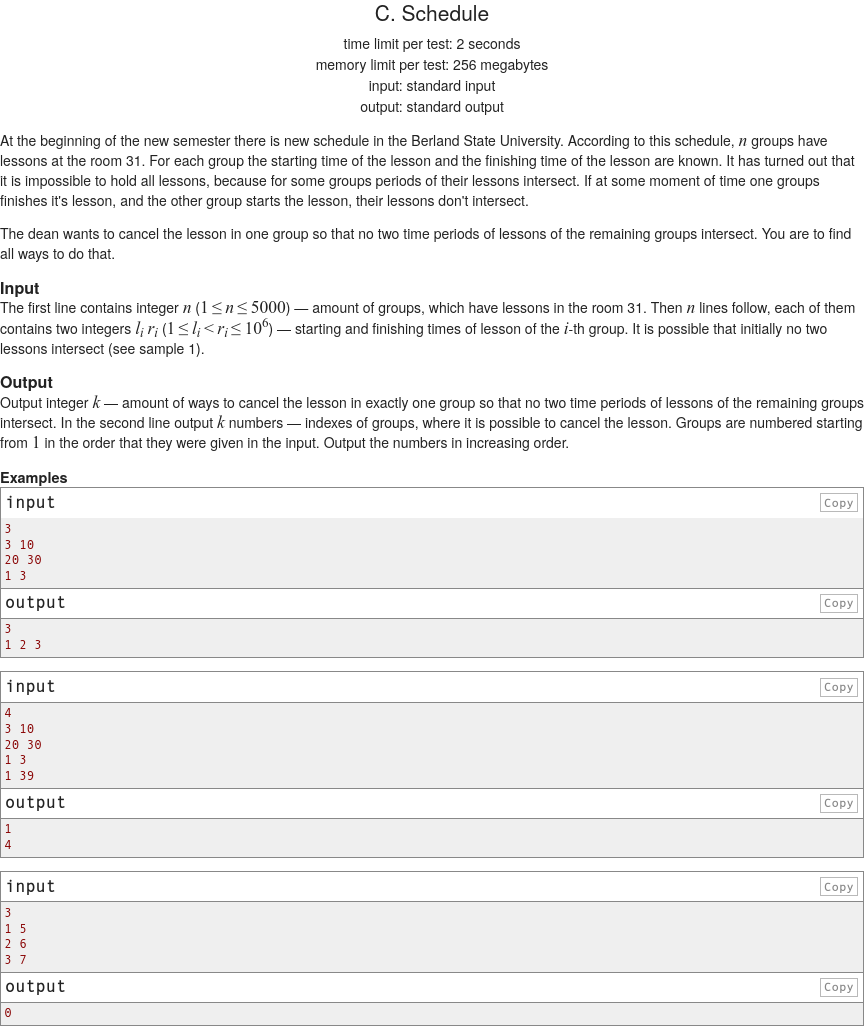 C. Schedule
time limit per test: 2 seconds
memory limit per test: 256 megabytes
input: standard input
output: standard output
At the beginning of the new semester there is new schedule in the Berland State University. According to this schedule, n groups have
lessons at the room 31. For each group the starting time of the lesson and the finishing time of the lesson are known. It has turned out that
it is impossible to hold all lessons, because for some groups periods of their lessons intersect. If at some moment of time one groups
finishes it's lesson, and the other group starts the lesson, their lessons don't intersect.
The dean wants to cancel the lesson in one group so that no two time periods of lessons of the remaining groups intersect. You are to find
all ways to do that.
Input
The first line contains integer n (1 ≤ n ≤ 5000) — amount of groups, which have lessons in the room 31. Then n lines follow, each of them
contains two integers l_i r_i (1 ≤ l_i < r_i ≤ 10^6) — starting and finishing times of lesson of the i-th group. It is possible that initially no two
lessons intersect (see sample 1).
Output
Output integer k — amount of ways to cancel the lesson in exactly one group so that no two time periods of lessons of the remaining groups
intersect. In the second line output k numbers — indexes of groups, where it is possible to cancel the lesson. Groups are numbered starting
from 1 in the order that they were given in the input. Output the numbers in increasing order.
Examples
input Copy
3
3 10
20 30
1 3
output Copy
3
1 2 3
input Copy
4
3 10
20 30
1 3
1 39
output Copy
1
4
input Copy
3
1 5
2 6
3 7
output Copy
0